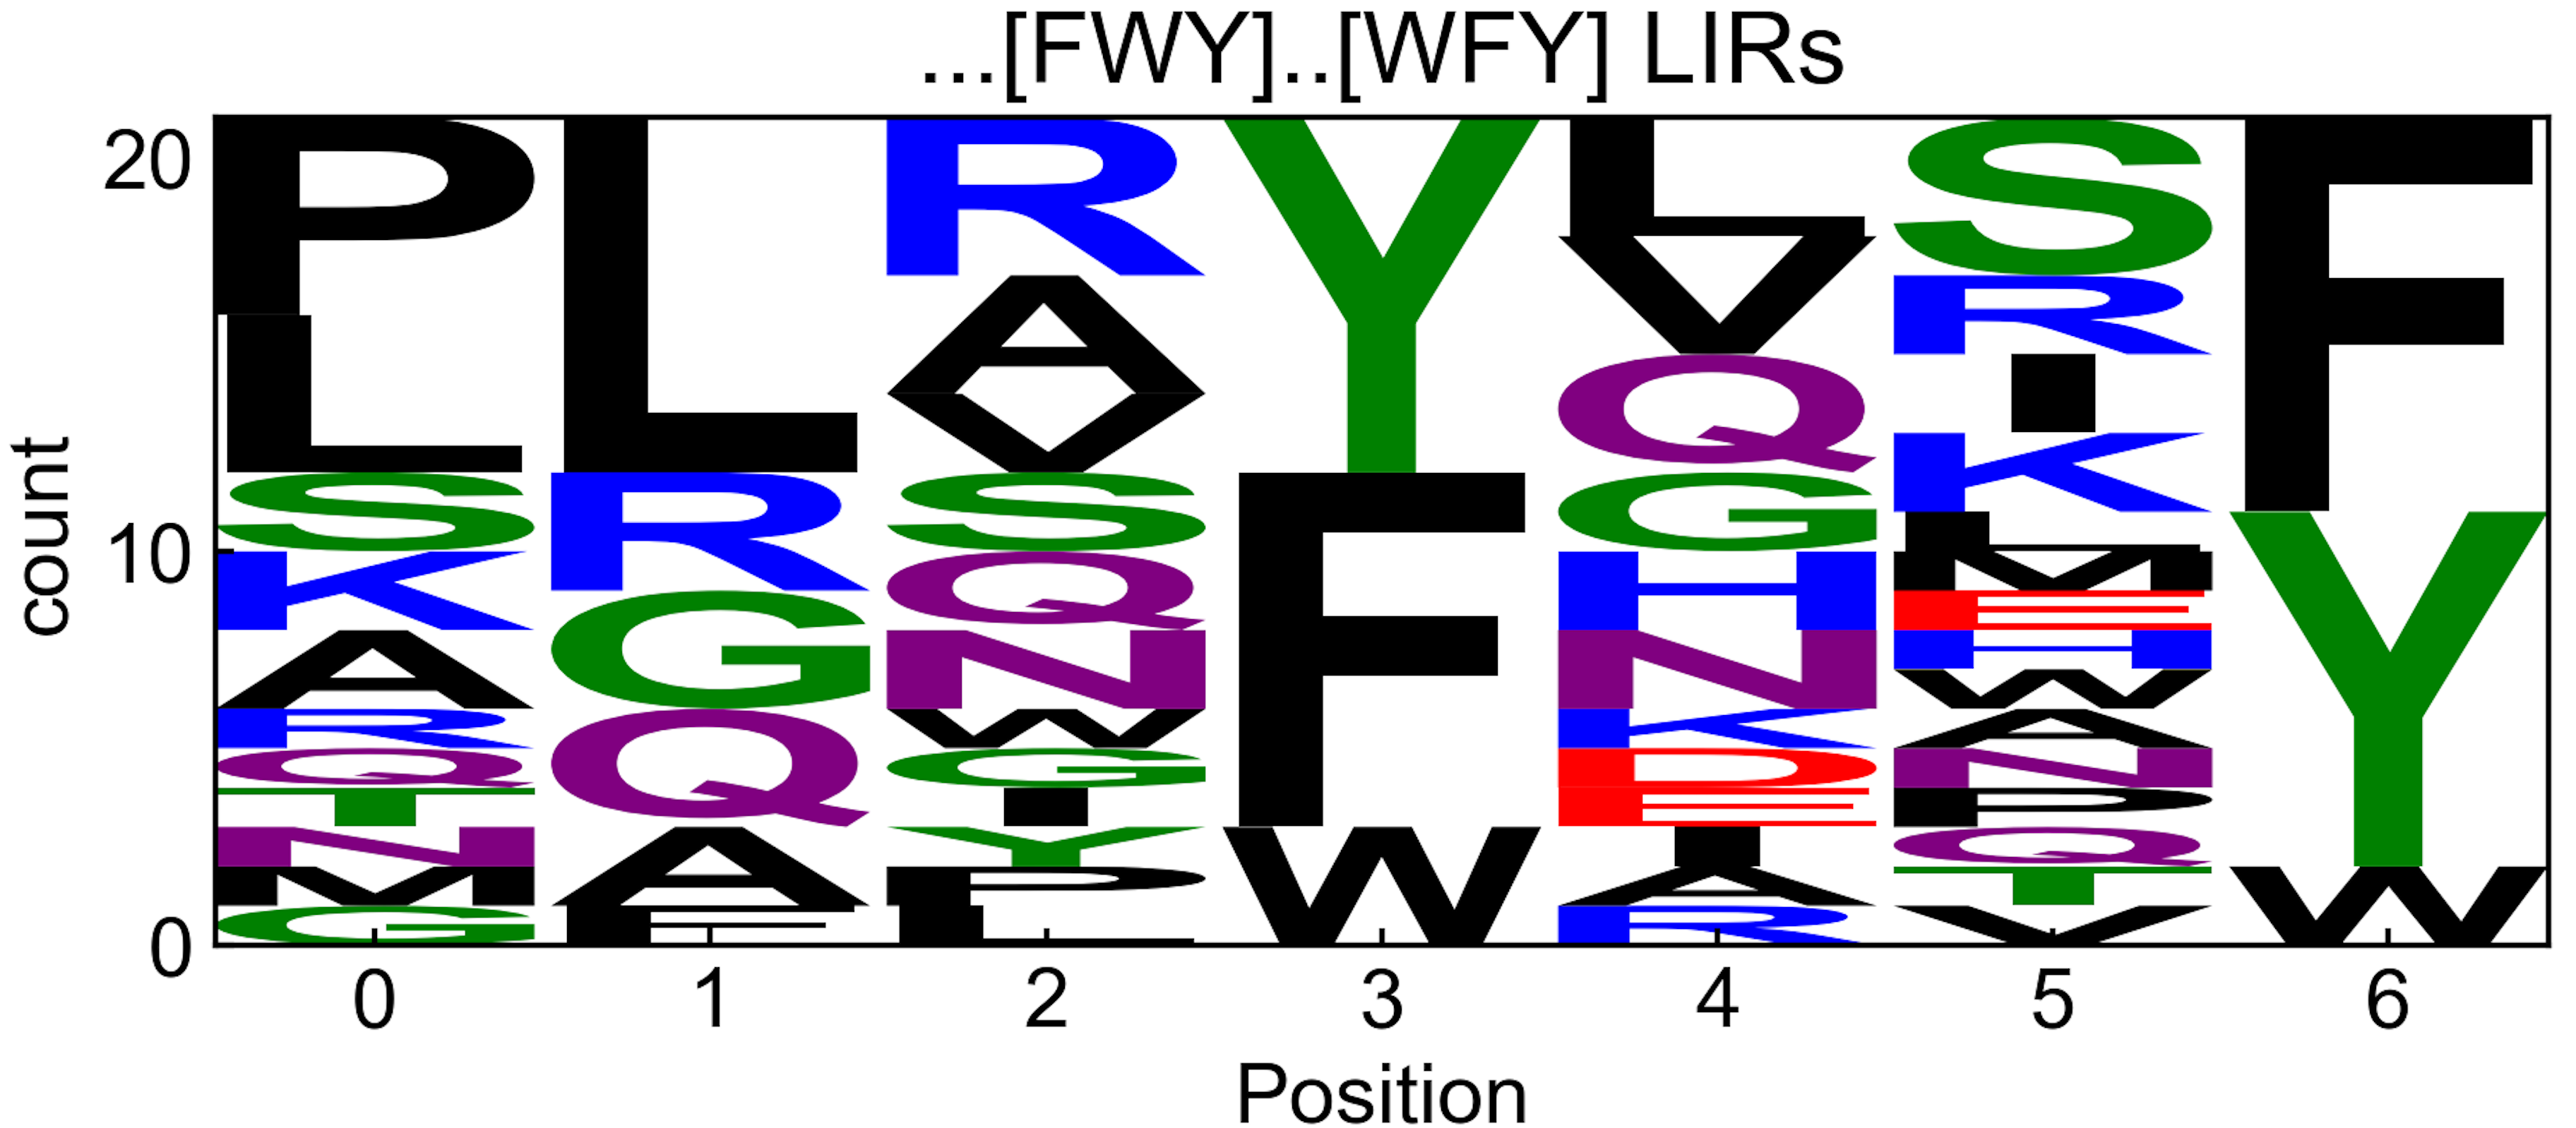 ...[FWY]..[WFY] LIRs
count
20
10
0
P
L
S
K
A
R
Q
T
N
M
G
L
R
G
Q
A
F
R
A
V
S
Q
N
W
G
I
Y
P
L
Y
F
W
L
V
Q
G
H
N
K
D
E
I
A
R
S
R
I
K
L
M
E
H
W
A
N
P
Q
T
V
F
Y
W
0 1 2 3 4 5 6
Position